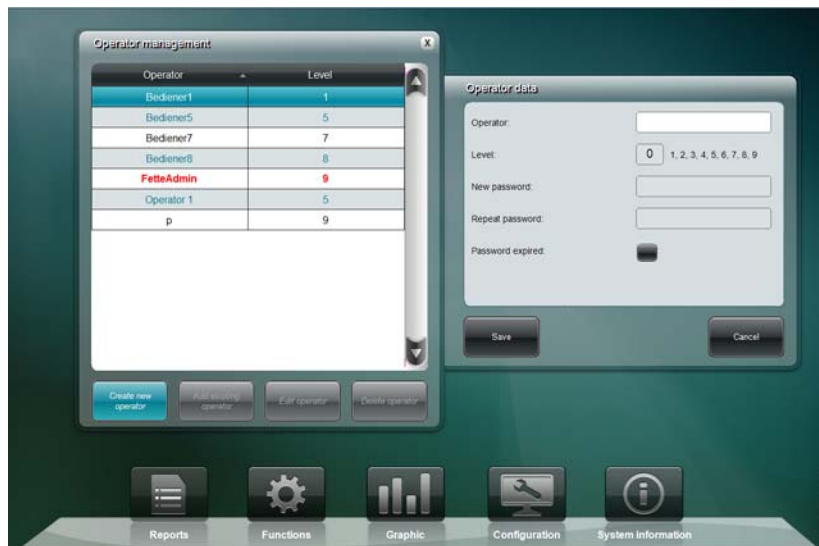 Operator management
X
Operator Level
Bediener1 1
Bediener5 5
Bediener7 7
Bediener8 8
FetteAdmin 9
Operator 1 5
p 9
Create new operator
Add existing operator
Edit operator
Delete operator
Operator data
Operator:
Level: 0 1, 2, 3, 4, 5, 6, 7, 8, 9
New password:
Repeat password:
Password expired:
Save
Cancel
Reports
Functions
Graphic
Configuration
System Information